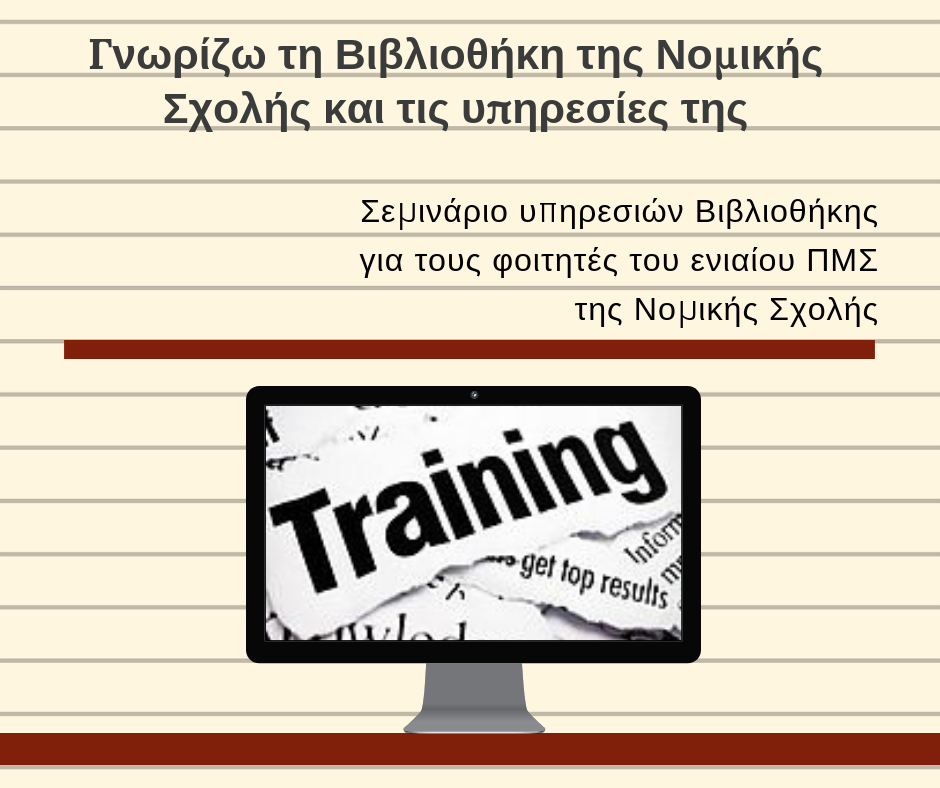 Γνωρίζω τη Βιβλιοθήκη της Νομικής
Σχολής και τις υπηρεσίες της
Σεμινάριο υπηρεσιών Βιβλιοθήκης
για τους φοιτητές του ενιαίου ΠΜΣ
της Νομικής Σχολής
Training
get top results